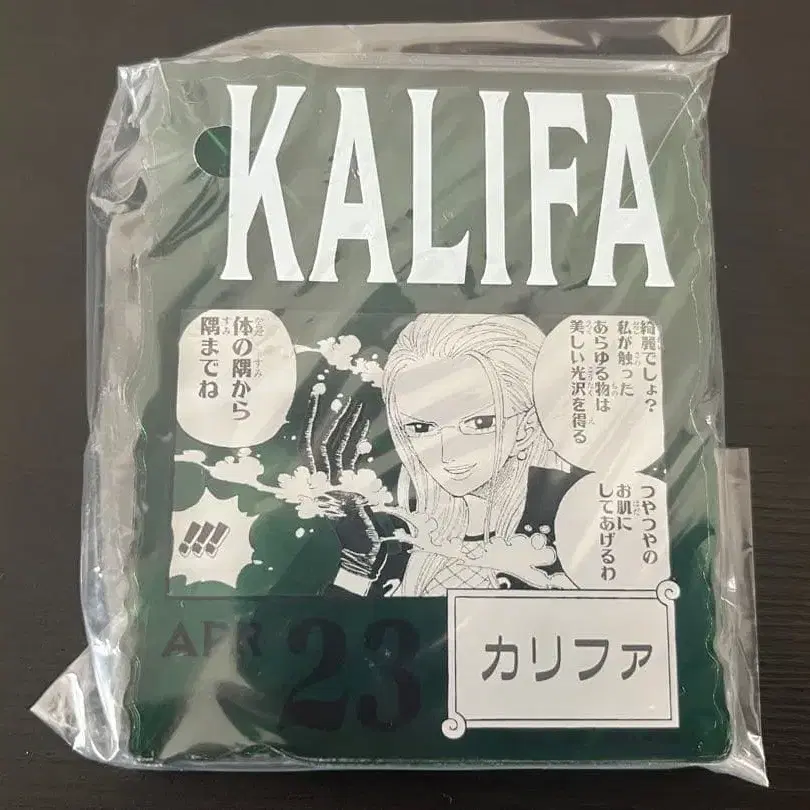 KALIFA
綺麗でしょ?
私が触った
あらゆる物は
美しい光沢を得る
つやつやの
お肌に
してあげるわ
体の隅から
隅までね
!!!
APR 23
カリファ